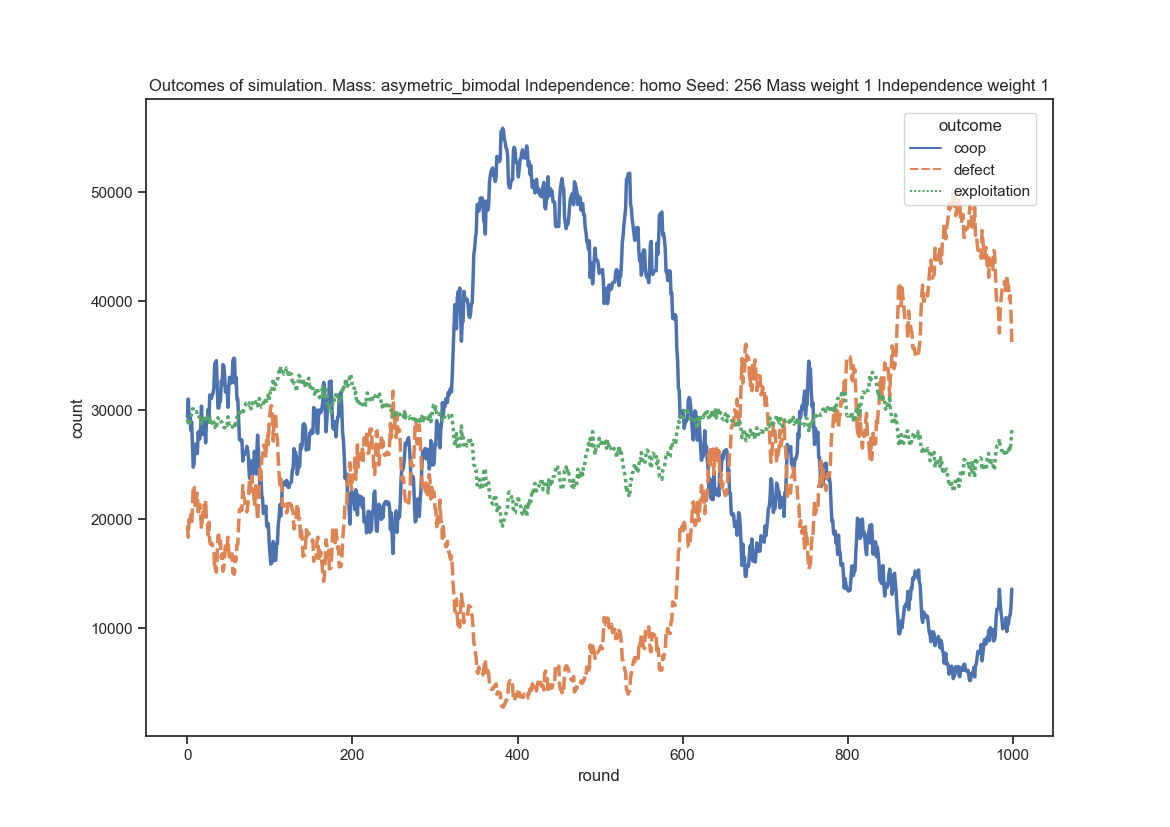 Outcomes of simulation. Mass: asymetric_bimodal Independence: homo Seed: 256 Mass weight 1 Independence weight 1
outcome
coop
defect
exploitation
50000
40000
30000
20000
10000
count
0 200 400 600 800 1000
round